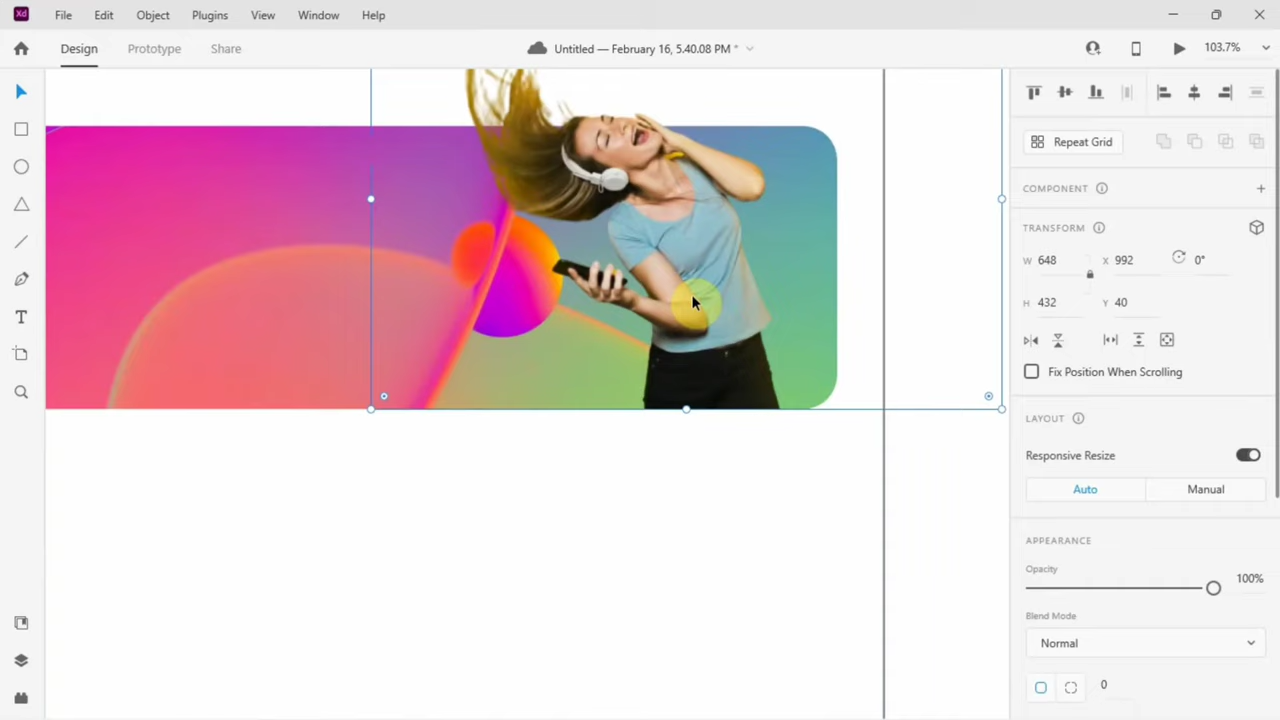 Xd File Edit Object Plugins View Window Help
Design Prototype Share Untitled — February 16, 5.40.08 PM * 103.7%
Repeat Grid
COMPONENT
TRANSFORM
W 648 X 992 0°
H 432 Y 40
Fix Position When Scrolling
LAYOUT
Responsive Resize
Auto Manual
APPEARANCE
Opacity
100%
Blend Mode
Normal
0
T